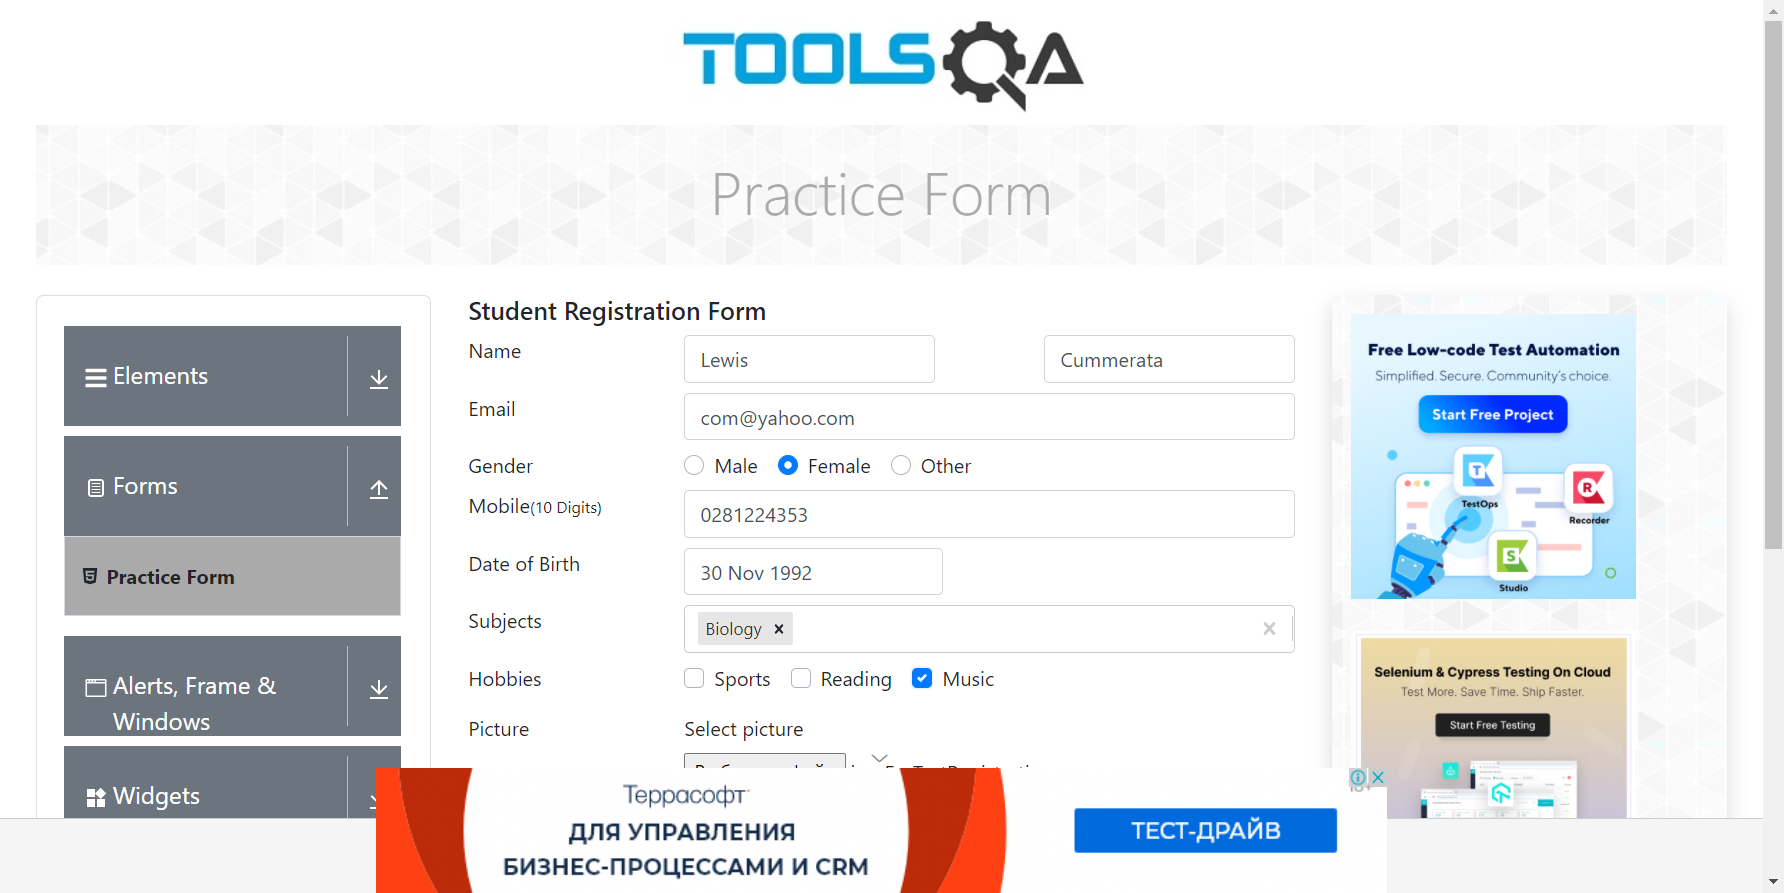 TOOLSQA
Practice Form
Elements
Forms
Practice Form
Alerts, Frame &
Windows
Widgets
Student Registration Form
Name
Lewis
Cummerata
Email
com@yahoo.com
Gender
Male
Female
Other
Mobile(10 Digits)
0281224353
Date of Birth
30 Nov 1992
Subjects
Biology
Hobbies
Sports
Reading
Music
Picture
Select picture
Free Low-code Test Automation
Simplified. Secure. Community's choice.
Start Free Project
TestOps
Recorder
Studio
Selenium & Cypress Testing On Cloud
Test More. Save Time. Ship Faster.
Start Free Testing
Террасофт
ДЛЯ УПРАВЛЕНИЯ
БИЗНЕС-ПРОЦЕССАМИ И CRM
ТЕСТ-ДРАЙВ